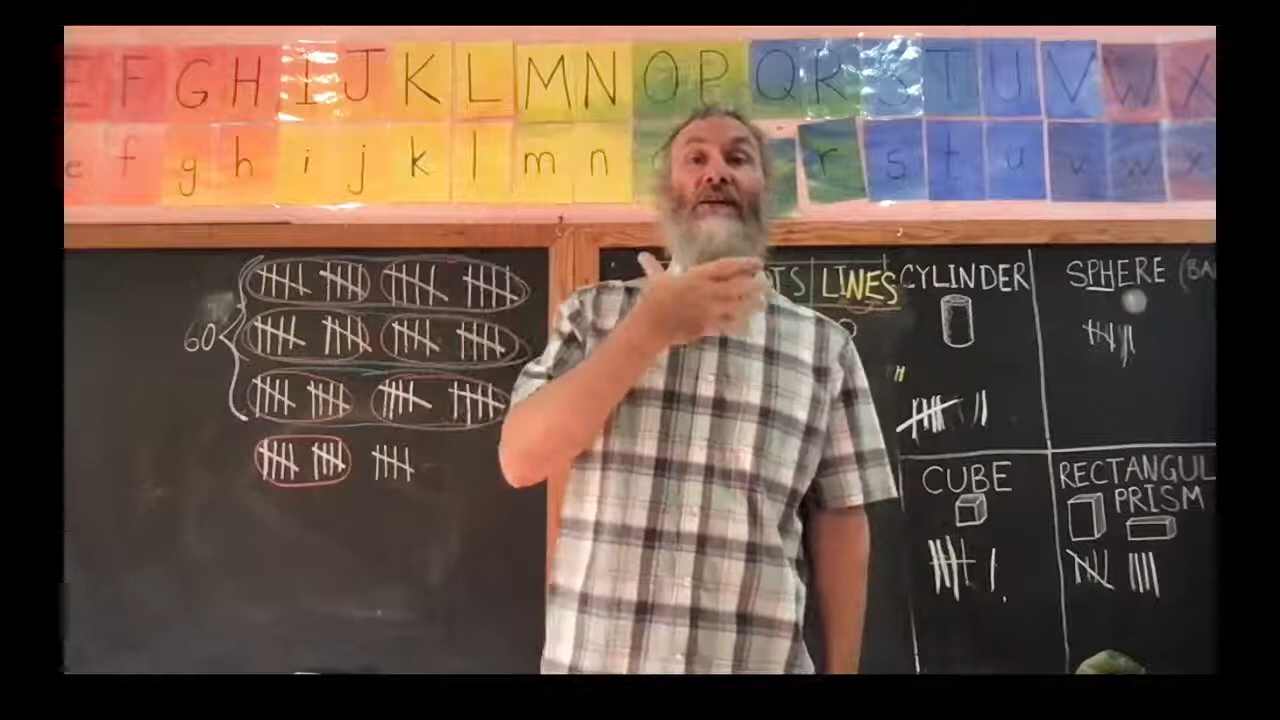 E F G H I J K L M N O P Q R S T U V W X
e f g h i j k l m n r s t u v w x
LINES
CYLINDER
SPHERE
60
CUBE
RECTANGUL
PRISM